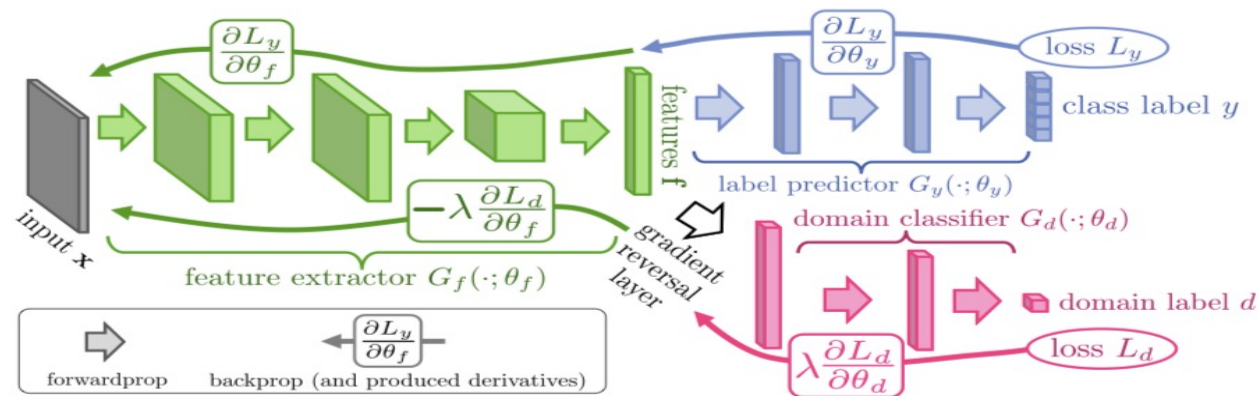 ∂L_y/∂θ_f
∂L_y/∂θ_y
loss L_y
features f
class label y
label predictor G_y(·; θ_y)
input x
−λ ∂L_d/∂θ_f
feature extractor G_f(·; θ_f)
gradient
reversal
layer
domain classifier G_d(·; θ_d)
domain label d
λ ∂L_d/∂θ_d
loss L_d
forwardprop
∂L_y/∂θ_f
backprop (and produced derivatives)